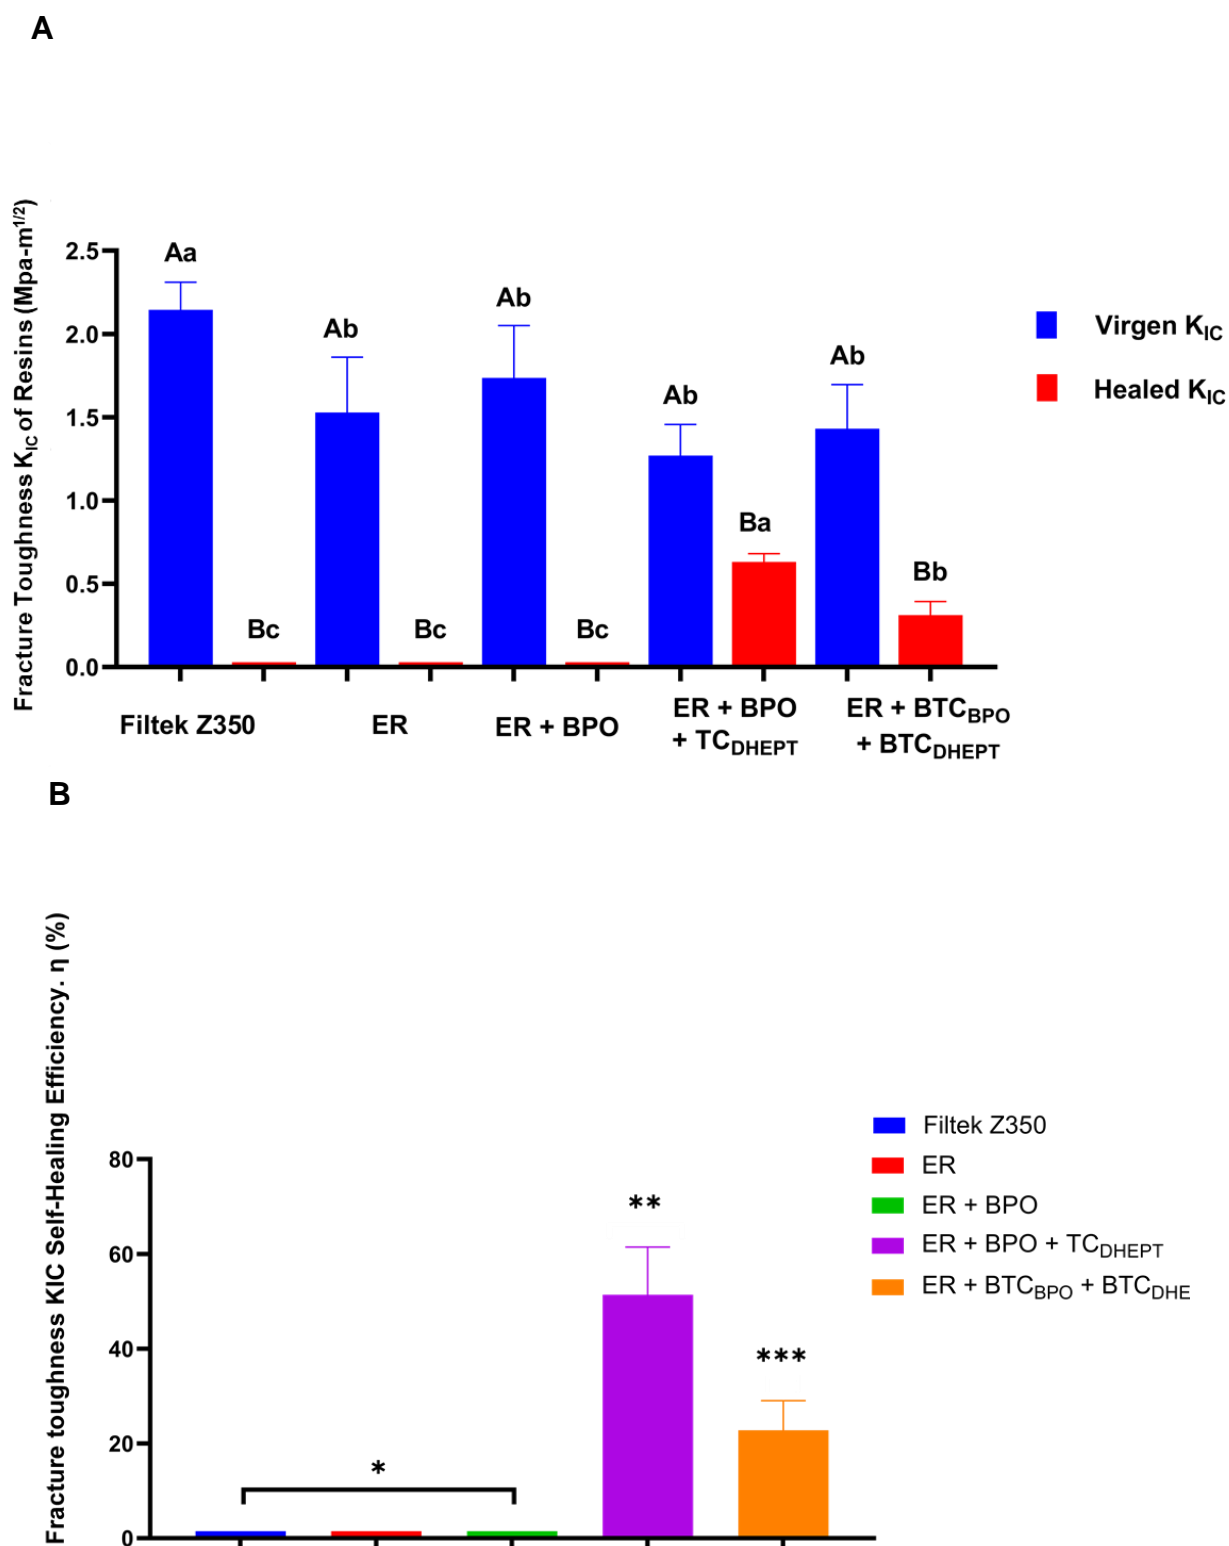 A
Fracture Toughness KIC of Resins (Mpa-m1/2)
2.5
2.0
1.5
1.0
0.5
0.0
Aa
Bc
Ab
Bc
Ab
Bc
Ab
Ba
Ab
Bb
Virgen KIC
Healed KIC
Filtek Z350
ER
ER + BPO
ER + BPO
+ TCDHEPT
ER + BTCBPO
+ BTCDHEPT
B
Fracture toughness KIC Self-Healing Efficiency. η (%)
80
60
40
20
0
*
**
***
Filtek Z350
ER
ER + BPO
ER + BPO + TCDHEPT
ER + BTCBPO + BTCDHE